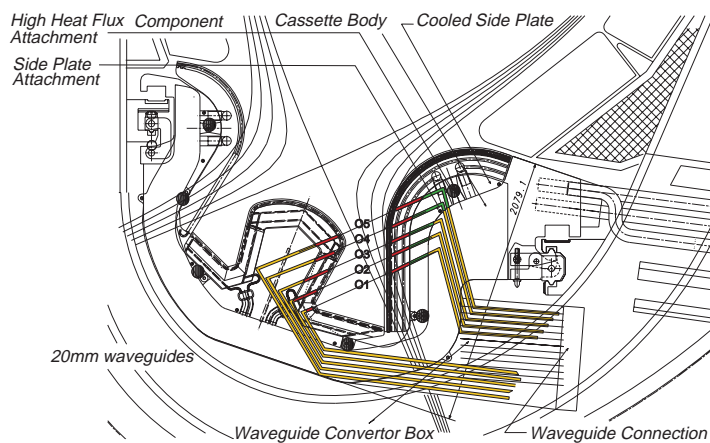 High Heat Flux Component
Attachment
Cassette Body
Cooled Side Plate
Side Plate
Attachment
2079.1
O5
O4
O3
O2
O1
20mm waveguides
Waveguide Convertor Box
Waveguide Connection